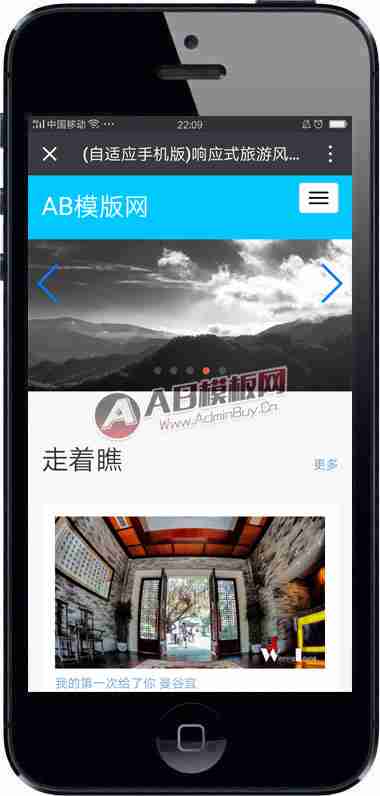 中国移动 ... 22:09
(自适应手机版)响应式旅游风...
AB模版网
AB模板网
www.AdminBuy.Cn
走着瞧
更多
我的第一次给了你 曼谷宜